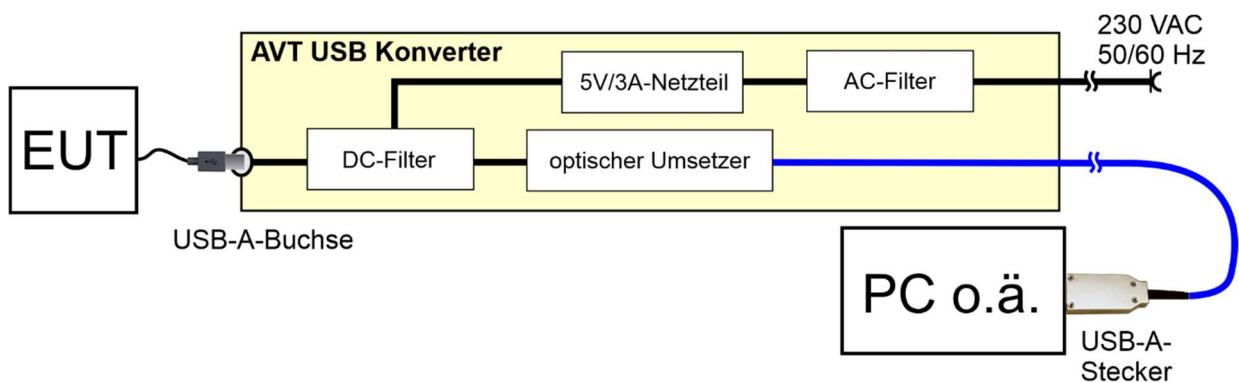 230 VAC
50/60 Hz
AVT USB Konverter
5V/3A-Netzteil
AC-Filter
EUT
DC-Filter
optischer Umsetzer
USB-A-Buchse
PC o.ä.
USB-A-
Stecker